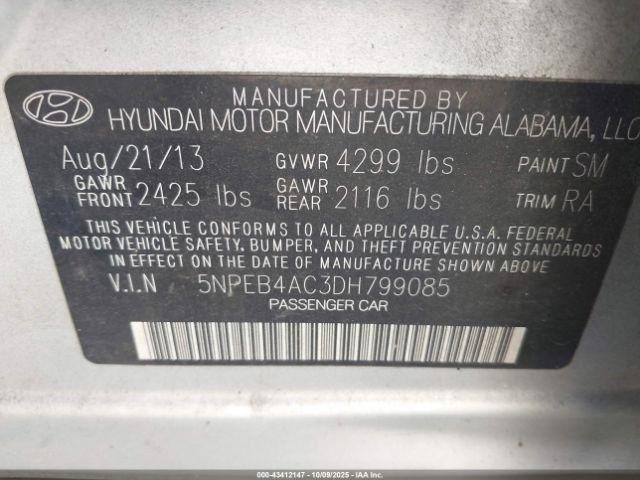 MANUFACTURED BY
HYUNDAI MOTOR MANUFACTURING ALABAMA, LLC
Aug/21/13 GVWR 4299 lbs PAINT SM
GAWR FRONT 2425 lbs GAWR REAR 2116 lbs TRIM RA
THIS VEHICLE CONFORMS TO ALL APPLICABLE U.S.A. FEDERAL
MOTOR VEHICLE SAFETY, BUMPER, AND THEFT PREVENTION STANDARDS
IN EFFECT ON THE DATE OF MANUFACTURE SHOWN ABOVE.
V.I.N 5NPEB4AC3DH799085
PASSENGER CAR
000-43412147 - 10/09/2025 - IAAI.COM